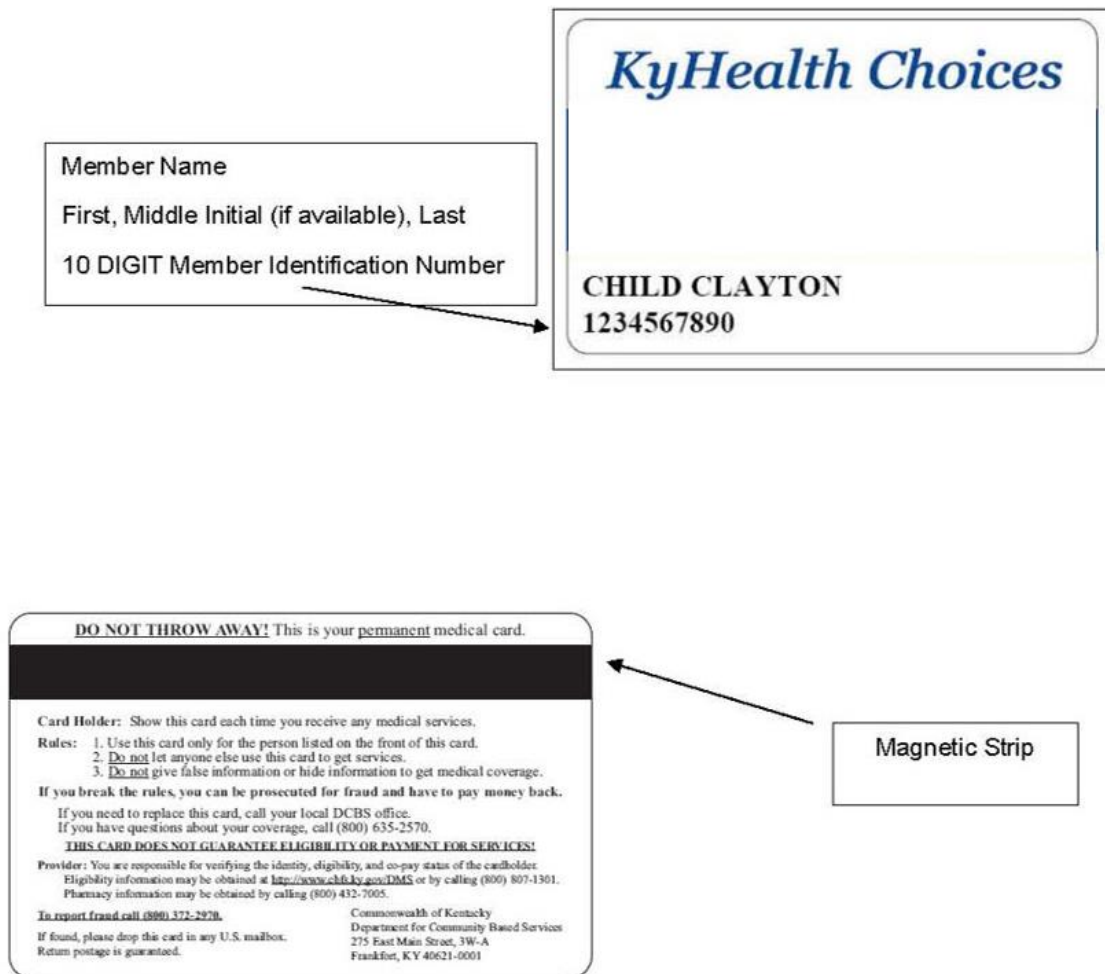 KyHealth Choices
Member Name
First, Middle Initial (if available), Last
10 DIGIT Member Identification Number
CHILD CLAYTON
1234567890
DO NOT THROW AWAY! This is your permanent medical card.
Card Holder: Show this card each time you receive any medical services.
Rules: 1. Use this card only for the person listed on the front of this card.
2. Do not let anyone else use this card to get services.
3. Do not give false information or hide information to get medical coverage.
If you break the rules, you can be prosecuted for fraud and have to pay money back.
If you need to replace this card, call your local DCBS office.
If you have questions about your coverage, call (800) 635-2570.
THIS CARD DOES NOT GUARANTEE ELIGIBILITY OR PAYMENT FOR SERVICES!
Provider: You are responsible for verifying the identity, eligibility, and co-pay status of the cardholder.
Eligibility information may be obtained at http://www.chfs.ky.gov/DMS or by calling (800) 807-1301.
Pharmacy information may be obtained by calling (800) 432-7005.
To report fraud call (800) 372-2970.
If found, please drop this card in any U.S. mailbox.
Return postage is guaranteed.
Commonwealth of Kentucky
Department for Community Based Services
275 East Main Street, 3W-A
Frankfort, KY 40621-0001
Magnetic Strip